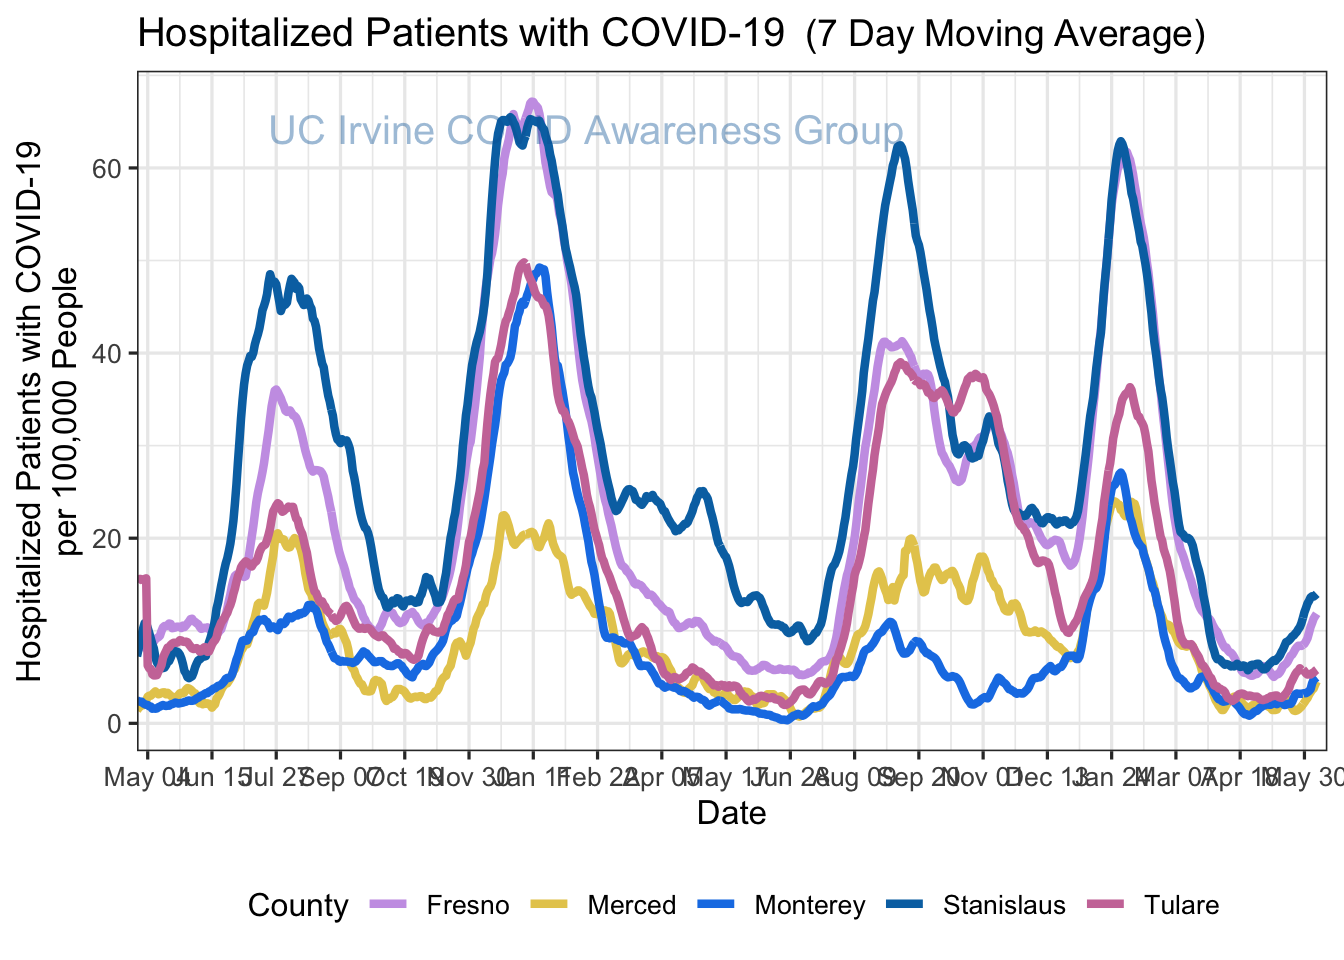 Hospitalized Patients with COVID-19 (7 Day Moving Average)
UC Irvine COVID Awareness Group
Hospitalized Patients with COVID-19
per 100,000 People
60
40
20
0
May 04 Jun 15 Jul 27 Sep 07 Oct 19 Nov 30 Jan 11 Feb 22 Apr 05 May 17 Jun 28 Aug 09 Sep 20 Nov 01 Dec 13 Jan 24 Mar 07 Apr 18 May 30
Date
County Fresno Merced Monterey Stanislaus Tulare